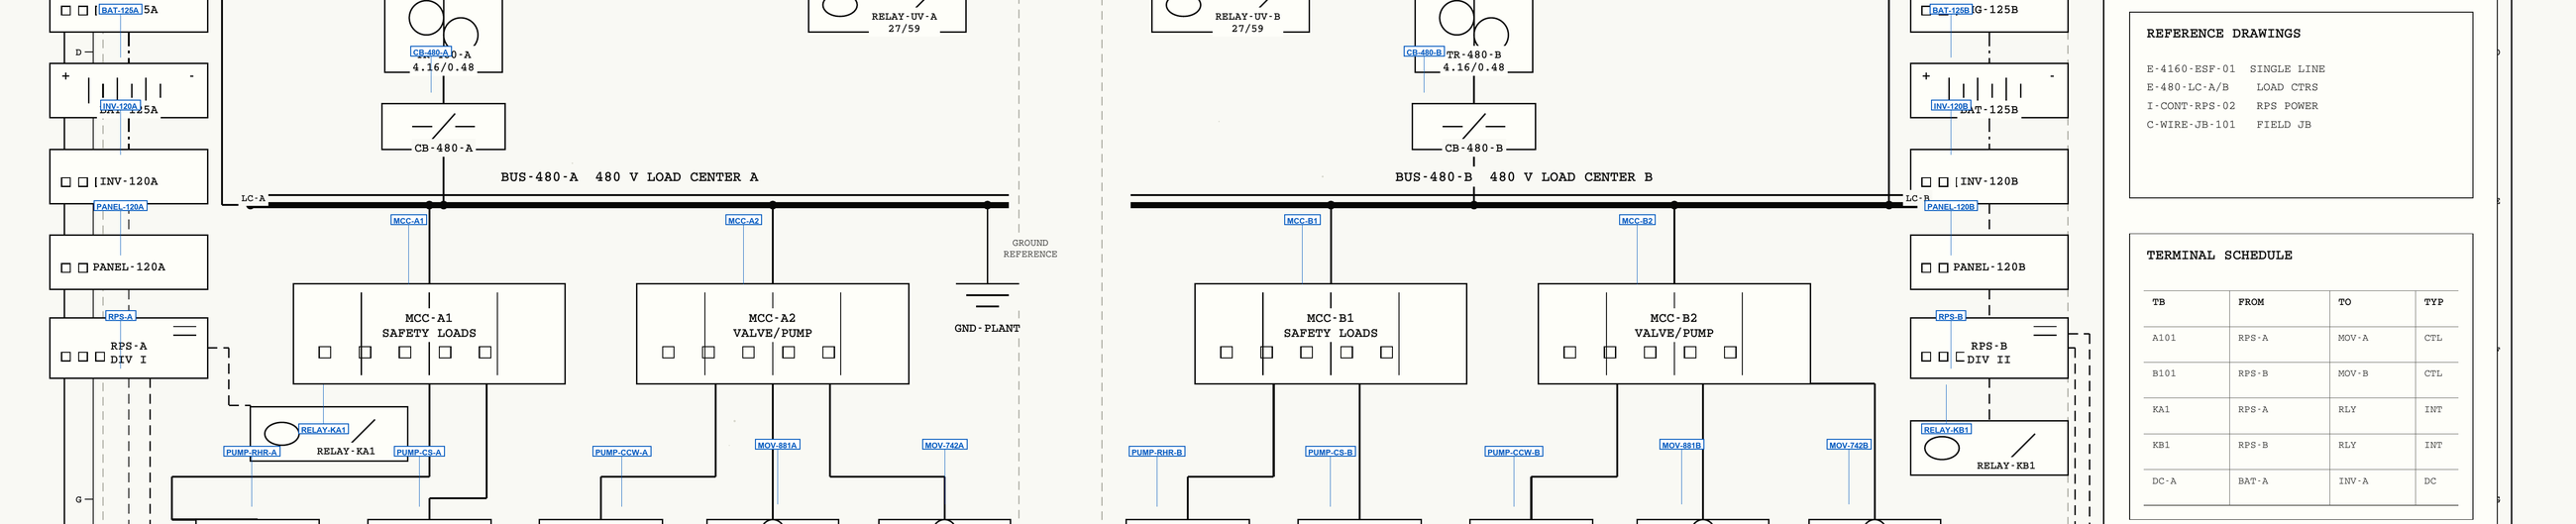 BAT-125A
5A
D
+
-
INV-120A
BAT-125A
INV-120A
PANEL-120A
PANEL-120A
RPS-A
RPS-A
DIV I
G
CB-480-A
4.16/0.48
CB-480-A
RELAY-UV-A
27/59
BUS-480-A 480 V LOAD CENTER A
LC-A
MCC-A1
MCC-A2
GROUND
REFERENCE
MCC-A1
SAFETY LOADS
MCC-A2
VALVE/PUMP
GND-PLANT
RELAY-KA1
RELAY-KA1
PUMP-RHR-A
PUMP-CS-A
PUMP-CCW-A
MOV-881A
MOV-742A
RELAY-UV-B
27/59
CB-480-B
TR-480-B
4.16/0.48
CB-480-B
BUS-480-B 480 V LOAD CENTER B
MCC-B1
MCC-B2
MCC-B1
SAFETY LOADS
MCC-B2
VALVE/PUMP
PUMP-RHR-B
PUMP-CS-B
PUMP-CCW-B
MOV-881B
MOV-742B
BAT-125B
G-125B
+
-
INV-120B
BAT-125B
INV-120B
PANEL-120B
PANEL-120B
RPS-B
RPS-B
DIV II
RELAY-KB1
RELAY-KB1
REFERENCE DRAWINGS
E-4160-ESF-01 SINGLE LINE
E-480-LC-A/B LOAD CTRS
I-CONT-RPS-02 RPS POWER
C-WIRE-JB-101 FIELD JB
TERMINAL SCHEDULE
TB FROM TO TYP
A101 RPS-A MOV-A CTL
B101 RPS-B MOV-B CTL
KA1 RPS-A RLY INT
KB1 RPS-B RLY INT
DC-A BAT-A INV-A DC